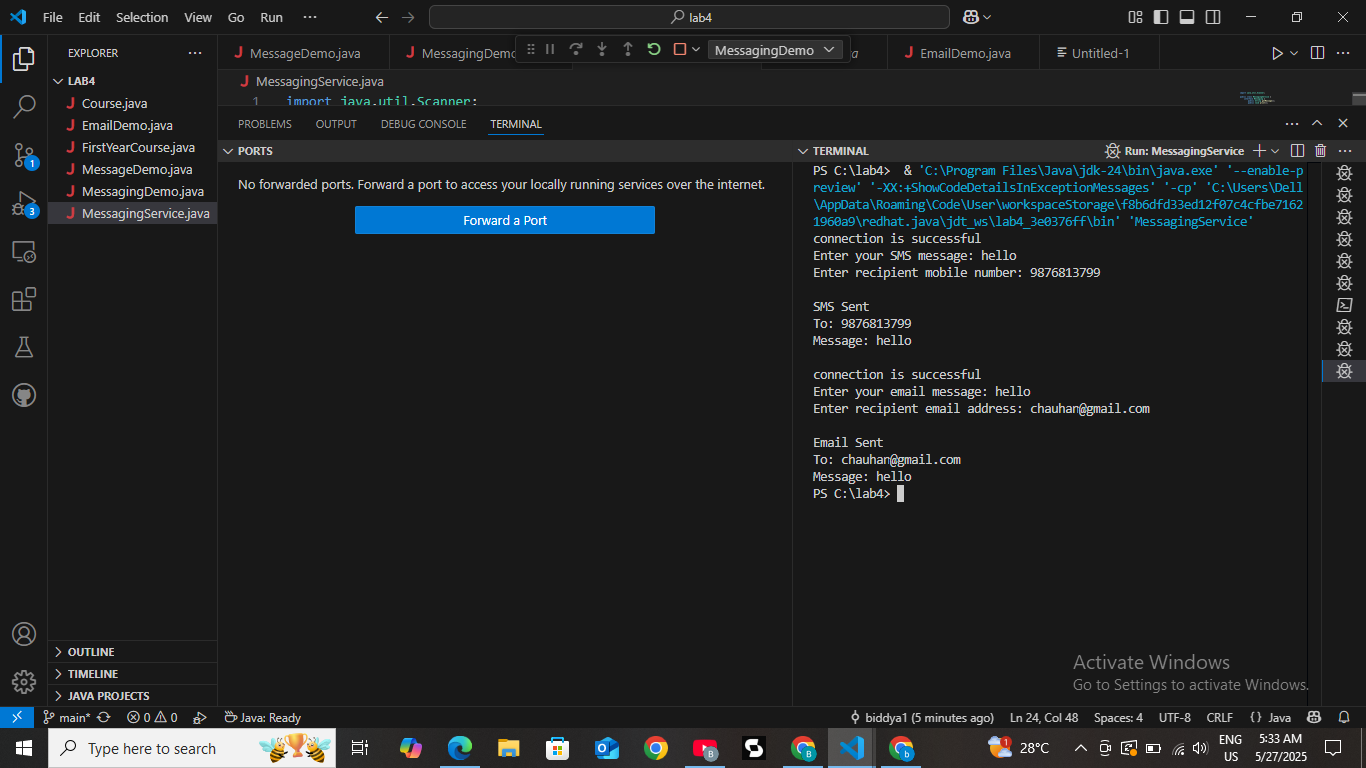 File Edit Selection View Go Run ··· lab4
EXPLORER ···
LAB4
Course.java
EmailDemo.java
FirstYearCourse.java
MessageDemo.java
MessagingDemo.java
MessagingService.java
OUTLINE
TIMELINE
JAVA PROJECTS
1
3
MessageDemo.java
MessagingDemo
MessagingDemo
EmailDemo.java
Untitled-1
MessagingService.java
1 import java.util.Scanner;
PROBLEMS OUTPUT DEBUG CONSOLE TERMINAL
PORTS
No forwarded ports. Forward a port to access your locally running services over the internet.
Forward a Port
TERMINAL
Run: MessagingService
PS C:\lab4> & 'C:\Program Files\Java\jdk-24\bin\java.exe' '--enable-p
review' '-XX:+ShowCodeDetailsInExceptionMessages' '-cp' 'C:\Users\Dell
\AppData\Roaming\Code\User\workspaceStorage\f8b6dfd33ed12f07c4cfbe7162
1960a9\redhat.java\jdt_ws\lab4_3e0376ff\bin' 'MessagingService'
connection is successful
Enter your SMS message: hello
Enter recipient mobile number: 9876813799
SMS Sent
To: 9876813799
Message: hello
connection is successful
Enter your email message: hello
Enter recipient email address: chauhan@gmail.com
Email Sent
To: chauhan@gmail.com
Message: hello
PS C:\lab4>
Activate Windows
Go to Settings to activate Windows.
main* 0 0 Java: Ready biddya1 (5 minutes ago) Ln 24, Col 48 Spaces: 4 UTF-8 CRLF {} Java
Type here to search
28°C
ENG
US
5:33 AM
5/27/2025